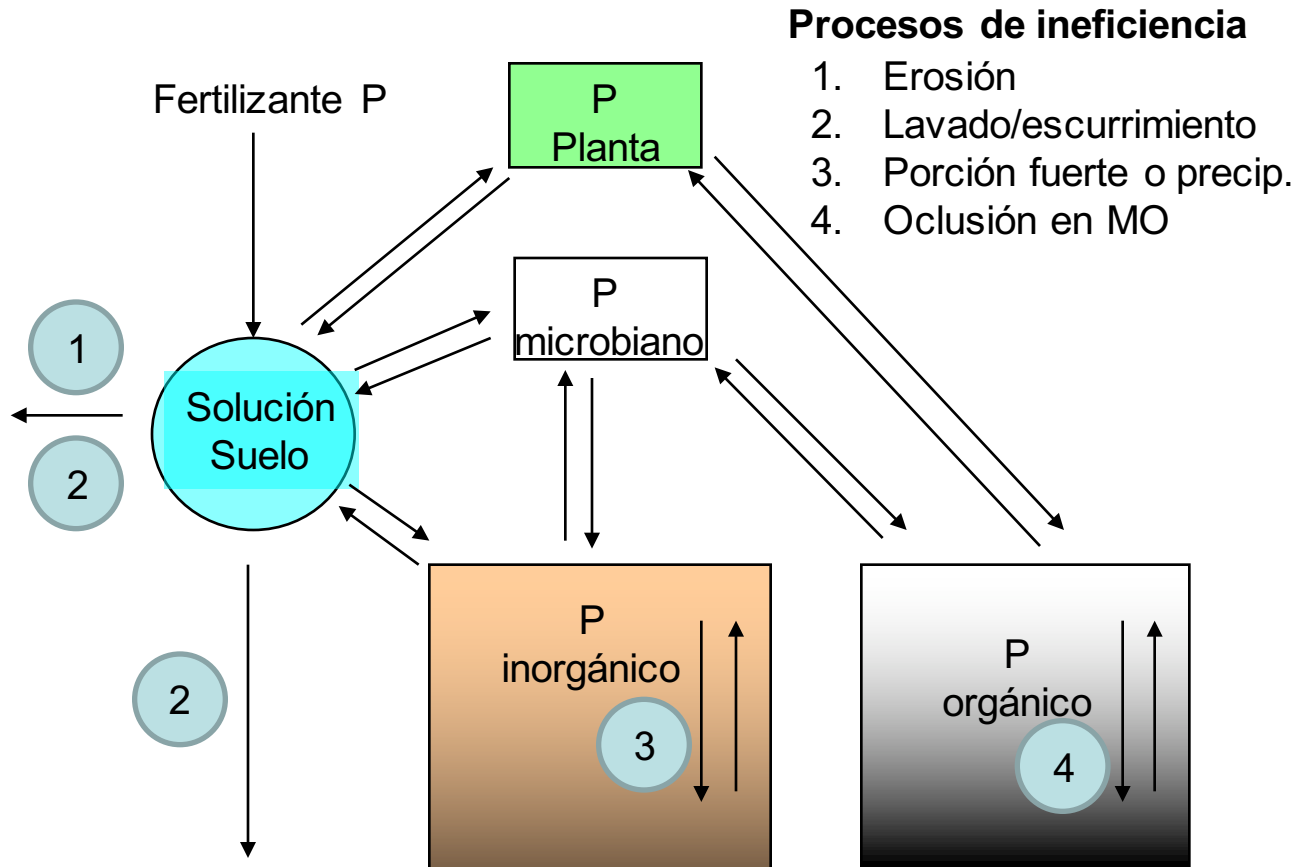 Procesos de ineficiencia
1. Erosión
2. Lavado/escurrimiento
3. Porción fuerte o precip.
4. Oclusión en MO
Fertilizante P
P
Planta
P
microbiano
1
Solución
Suelo
2
2
P
inorgánico
3
P
orgánico
4